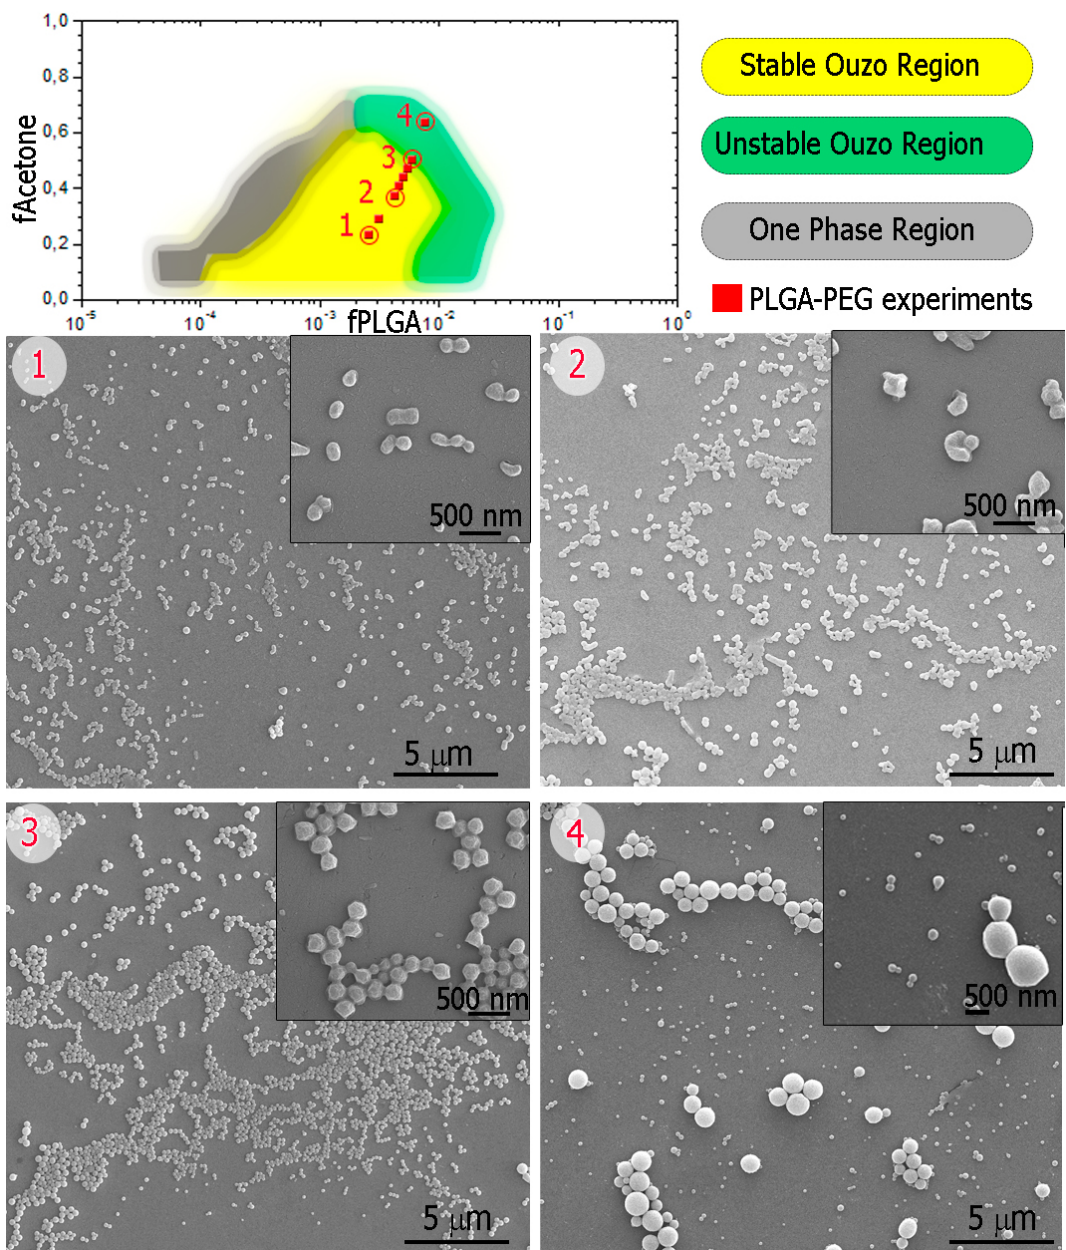 1,0
0,8
0,6
0,4
0,2
0,0
fAcetone
4
3
2
1
10⁻⁵
10⁻⁴
10⁻³
10⁻²
10⁻¹
10⁰
fPLGA
Stable Ouzo Region
Unstable Ouzo Region
One Phase Region
PLGA-PEG experiments
1
500 nm
5 µm
2
500 nm
5 µm
3
500 nm
5 µm
4
500 nm
5 µm